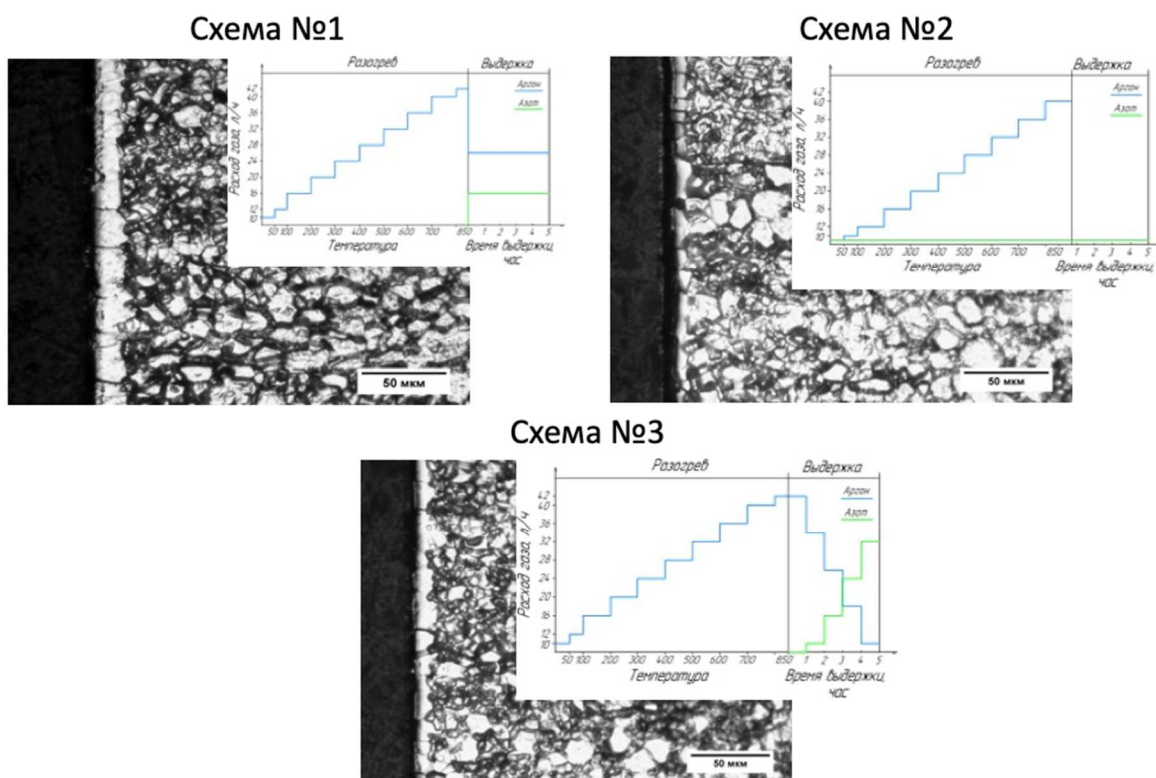 Схема №1
Разогрев
Выдержка
Аргон
Азот
Расход газа, л/ч
42
40
36
32
28
24
20
16
12
10
50 100 200 300 400 500 600 700 850
1 2 3 4 5
Температура
Время выдержки,
час
50 мкм
Схема №2
Разогрев
Выдержка
Аргон
Азот
Расход газа, л/ч
40
36
32
28
24
20
16
12
10
50 100 200 300 400 500 600 700 850
1 2 3 4 5
Температура
Время выдержки,
час
50 мкм
Схема №3
Разогрев
Выдержка
Аргон
Азот
Расход газа, л/ч
42
40
36
32
28
24
20
16
12
10
50 100 200 300 400 500 600 700 850
1 2 3 4 5
Температура
Время выдержки,
час
50 мкм